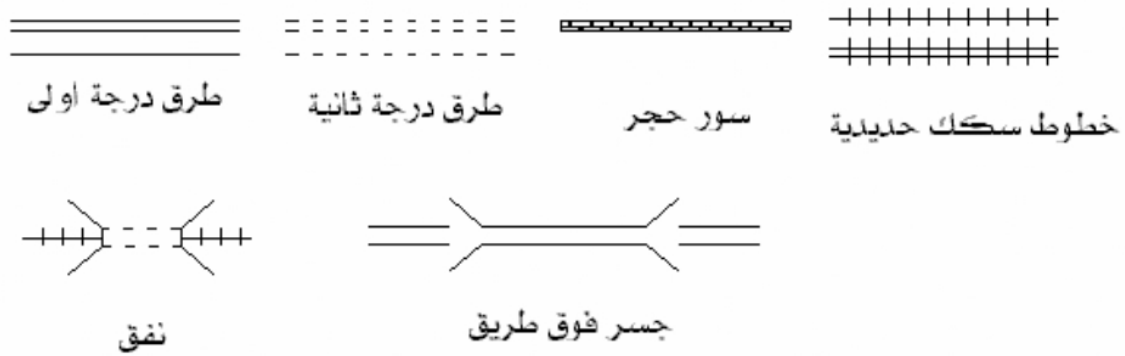 خطوط سكك حديدية
سور حجر
طرق درجة ثانية
طرق درجة اولى
جسر فوق طريق
نفق